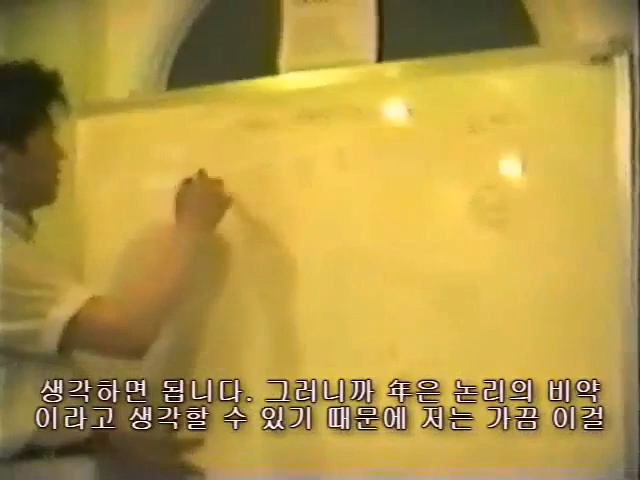 생각하면 됩니다. 그러니까 年은 논리의 비약
이라고 생각할 수 있기 때문에 저는 가끔 이걸